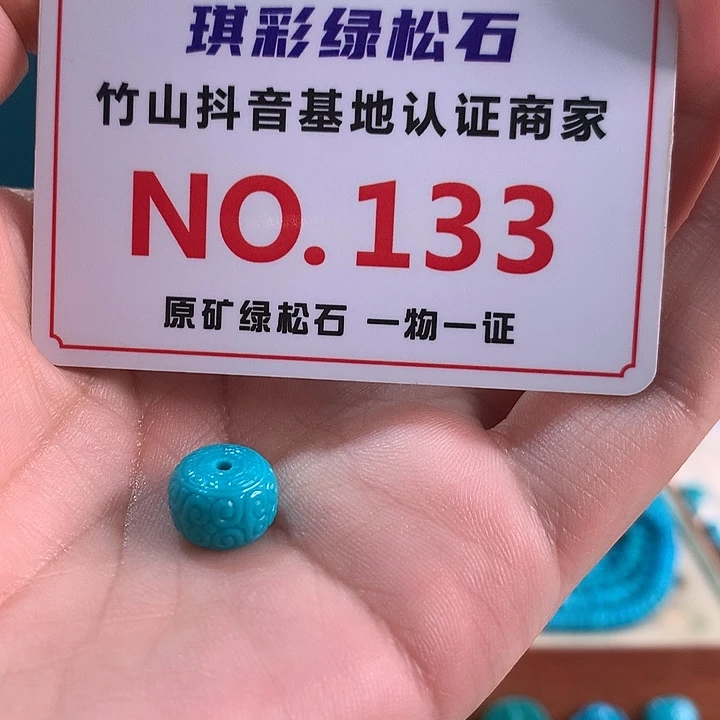 琪彩绿松石
竹山抖音基地认证商家
NO.133
原矿绿松石 一物一证